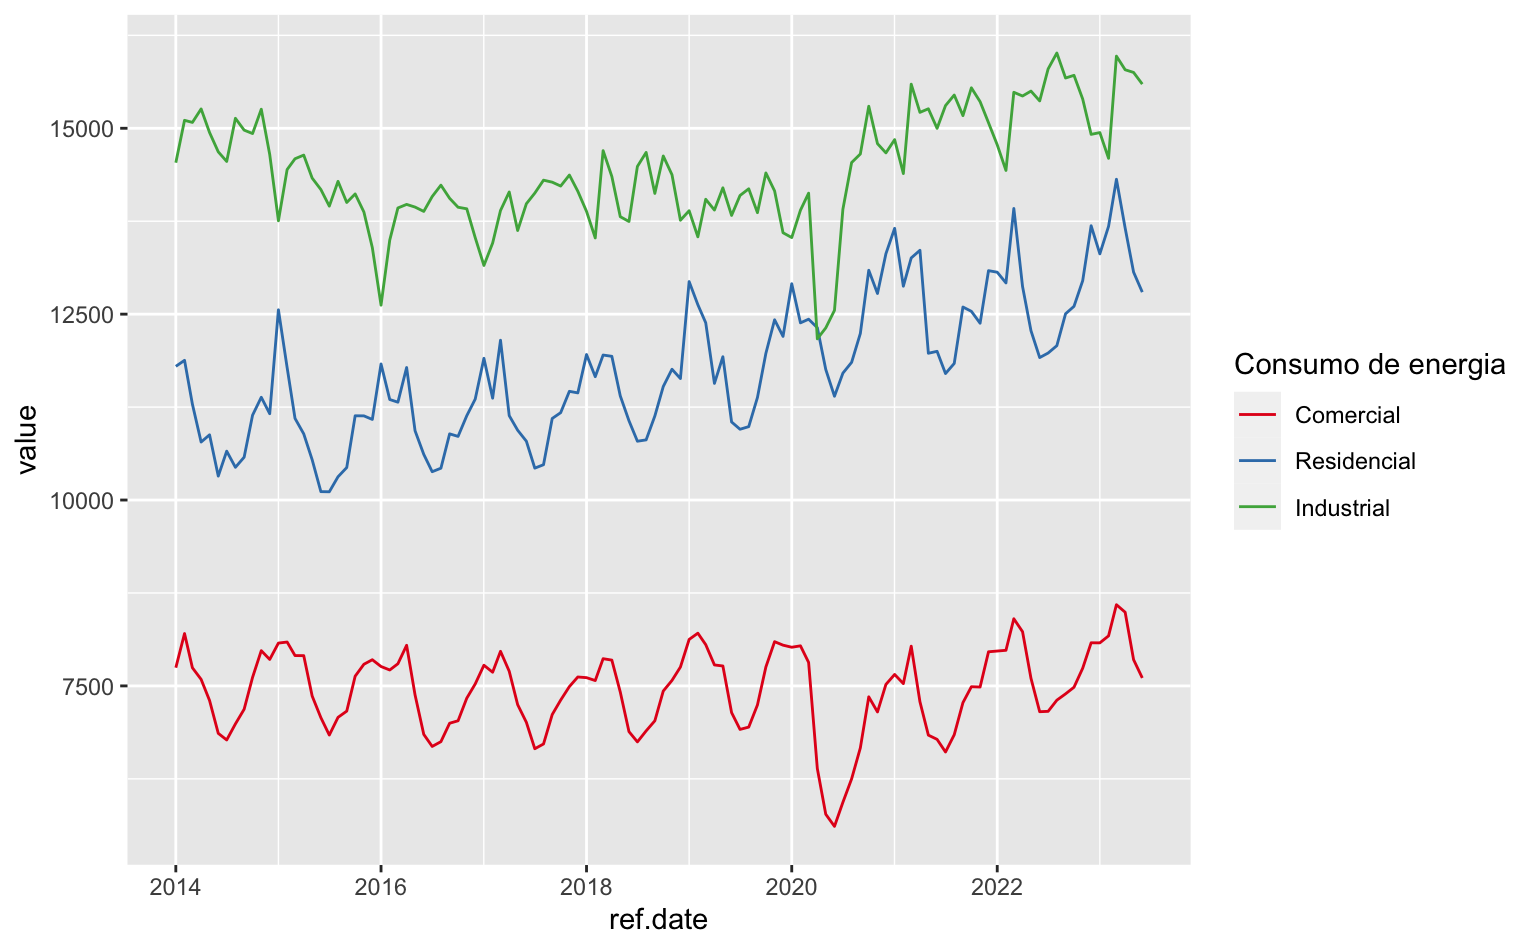 15000
12500
10000
7500
value
2014
2016
2018
2020
2022
ref.date
Consumo de energia
Comercial
Residencial
Industrial